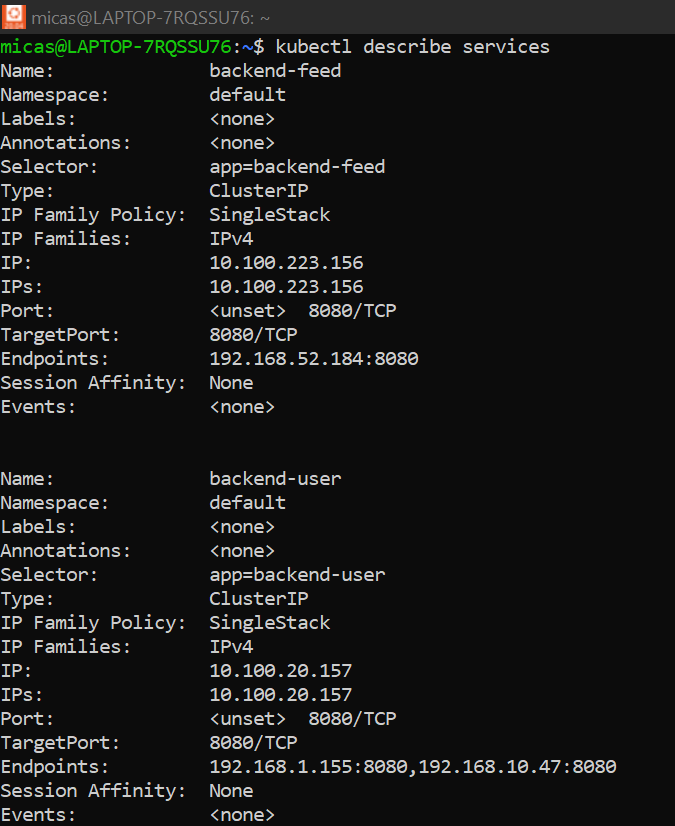 20.04 micas@LAPTOP-7RQSSU76: ~
micas@LAPTOP-7RQSSU76:~$ kubectl describe services
Name:              backend-feed
Namespace:         default
Labels:            <none>
Annotations:       <none>
Selector:          app=backend-feed
Type:              ClusterIP
IP Family Policy:  SingleStack
IP Families:       IPv4
IP:                10.100.223.156
IPs:               10.100.223.156
Port:              <unset>  8080/TCP
TargetPort:        8080/TCP
Endpoints:         192.168.52.184:8080
Session Affinity:  None
Events:            <none>
Name:              backend-user
Namespace:         default
Labels:            <none>
Annotations:       <none>
Selector:          app=backend-user
Type:              ClusterIP
IP Family Policy:  SingleStack
IP Families:       IPv4
IP:                10.100.20.157
IPs:               10.100.20.157
Port:              <unset>  8080/TCP
TargetPort:        8080/TCP
Endpoints:         192.168.1.155:8080,192.168.10.47:8080
Session Affinity:  None
Events:            <none>